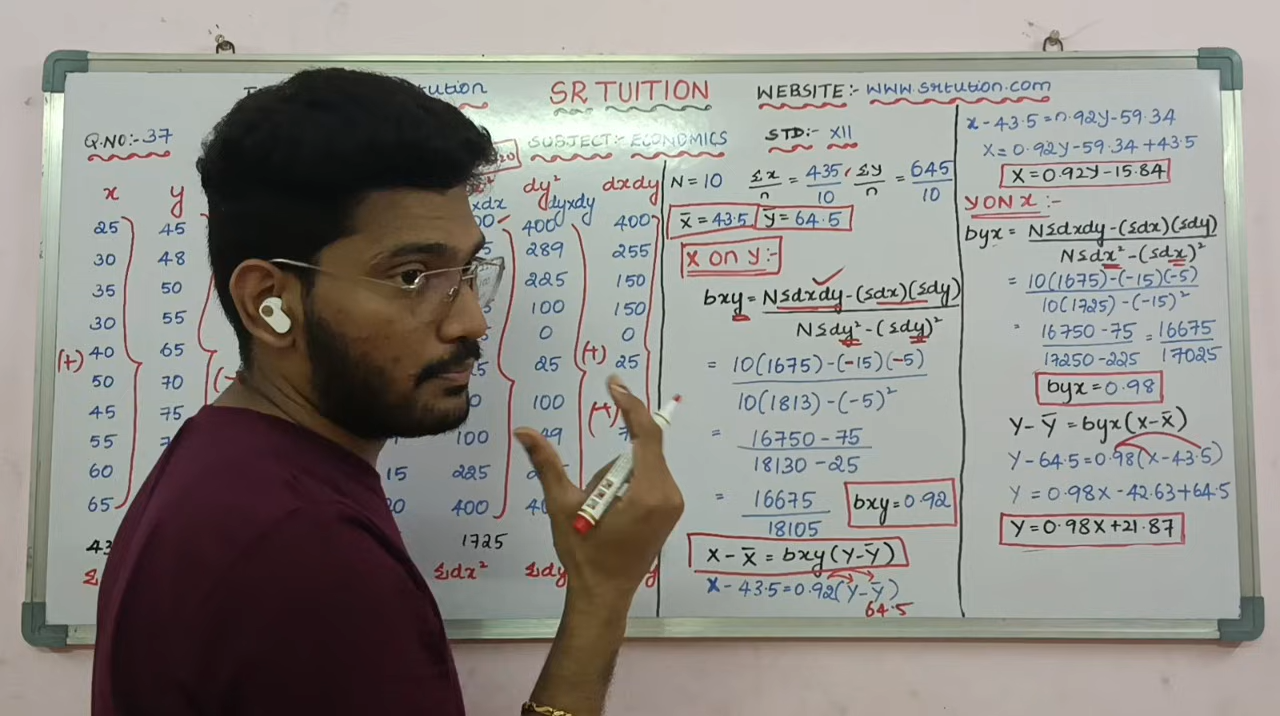 SR TUITION
WEBSITE:- www.srtution.com
Q.NO:- 37
SUBJECT:- ECONOMICS
STD:- XII
x y dy² dxdy
dyxdy
25 45 400 400
30 48 289 255
35 50 225 150
30 55 100 150
(+) 40 65 0 0
50 70 25 (+) 25
45 75 100
55 100
60 225
65 400
1725
Σdx²
N = 10 Σx/n = 435/10, Σy/n = 645/10
x̄ = 43.5 ȳ = 64.5
X on Y:-
bxy = NΣdxdy-(Σdx)(Σdy)
NΣdy²-(Σdy)²
= 10(1675)-(-15)(-5)
10(1813)-(-5)²
= 16750-75
18130-25
= 16675
18105
bxy=0.92
X-X̄ = bxy(Y-Ȳ)
X-43.5=0.92(Y-Ȳ)
64.5
x-43.5=0.92y-59.34
X=0.92Y-59.34+43.5
X=0.92Y-15.84
Y ON X:-
byx = NΣdxdy-(Σdx)(Σdy)
NΣdx²-(Σdx)²
= 10(1675)-(-15)(-5)
10(1725)-(-15)²
= 16750-75 = 16675
17250-225 17025
byx=0.98
Y-Ȳ=byx(X-X̄)
Y-64.5=0.98(X-43.5)
Y=0.98X-42.63+64.5
Y=0.98X+21.87